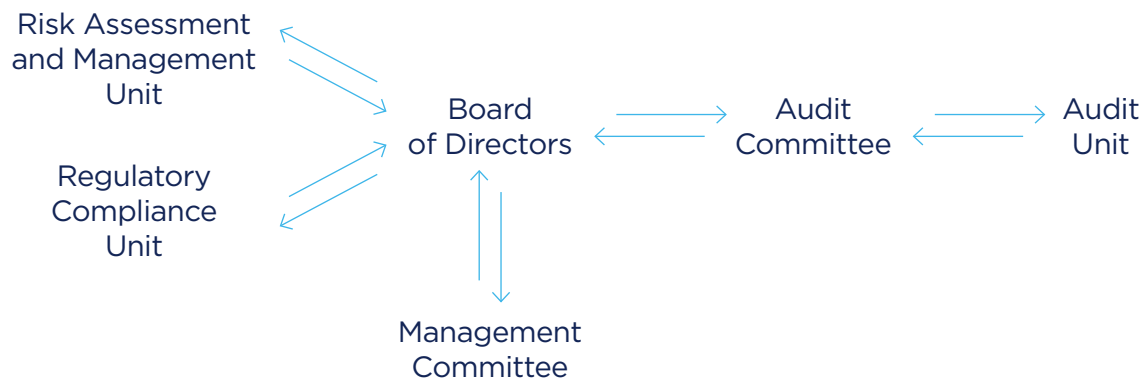 Risk Assessment
and Management
Unit
Board
of Directors
Audit
Committee
Audit
Unit
Regulatory
Compliance
Unit
Management
Committee